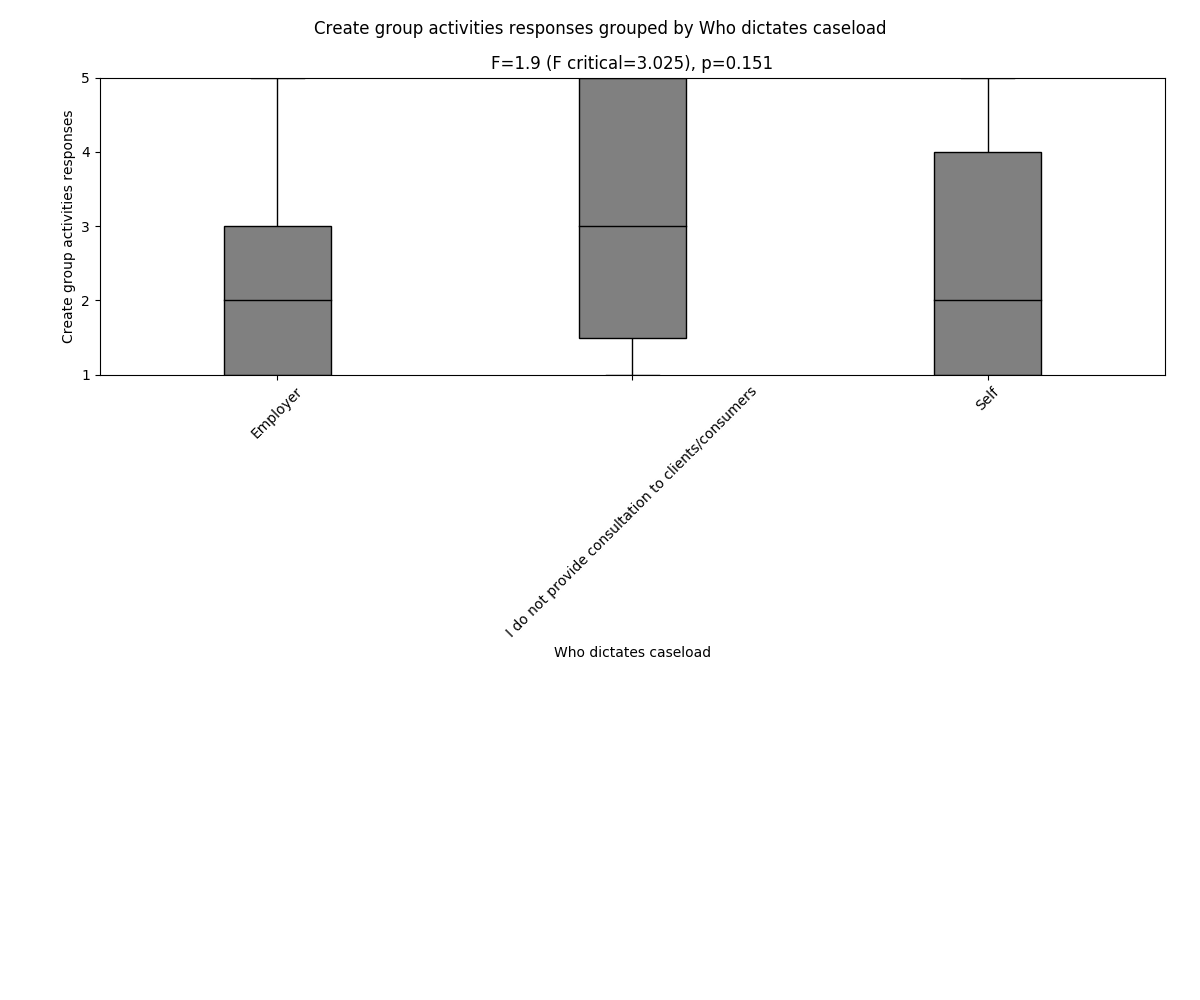 Create group activities responses grouped by Who dictates caseload
F=1.9 (F critical=3.025), p=0.151
Create group activities responses
5
4
3
2
1
Employer
I do not provide consultation to clients/consumers
Self
Who dictates caseload